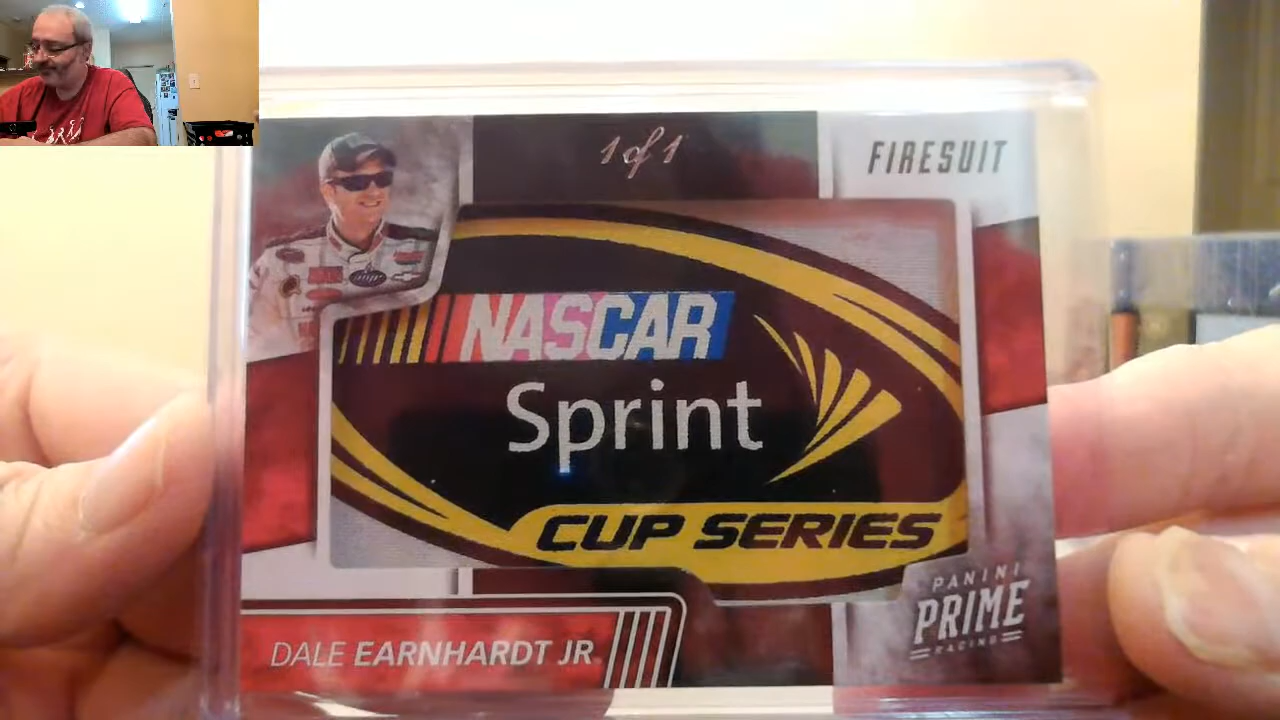 1 of 1
FIRESUIT
NASCAR
Sprint
CUP SERIES
PANINI
PRIME
RACING
DALE EARNHARDT JR